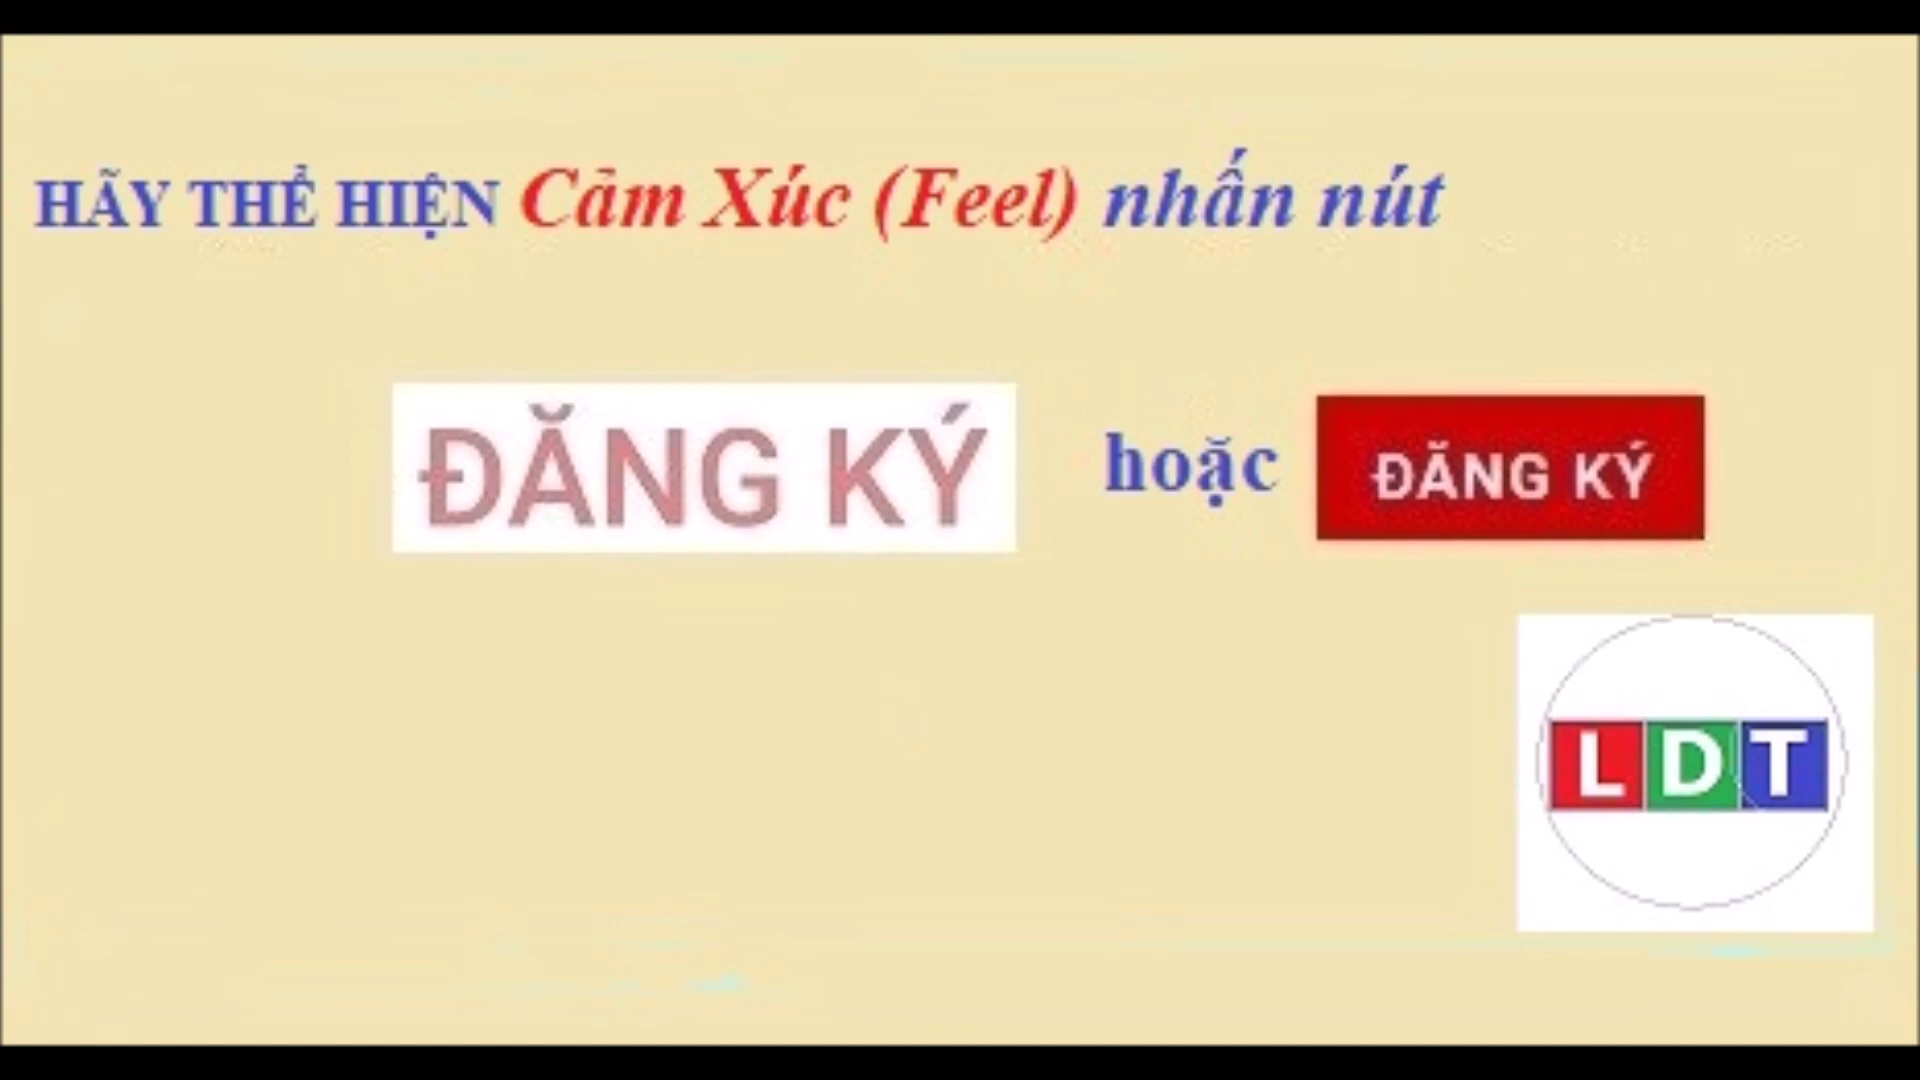 HÃY THỂ HIỆN Cảm Xúc (Feel) nhấn nút
ĐĂNG KÝ hoặc ĐĂNG KÝ
LDT